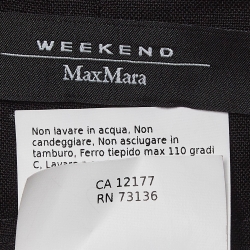 WEEKEND
MaxMara
Non lavare in acqua, Non
candeggiare, Non asciugare in
tamburo, Ferro tiepido max 110 gradi
C, Lavare
CA 12177
RN 73136